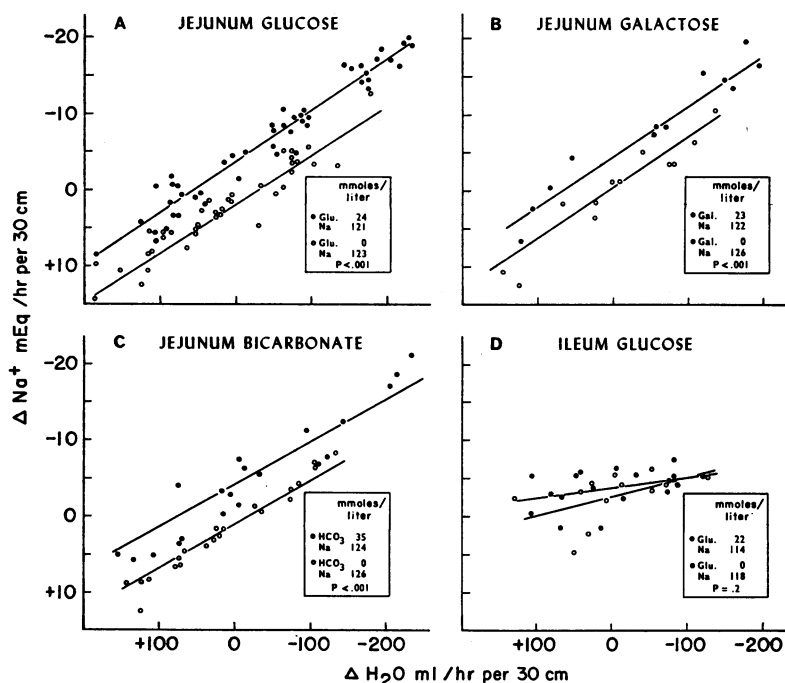 A JEJUNUM GLUCOSE
-20
-10
0
+10
mmoles/
liter
● Glu. 24
Na 121
● Glu. 0
Na 123
P <.001
B JEJUNUM GALACTOSE
mmoles/
liter
● Gal. 23
Na 122
● Gal. 0
Na 126
P <.001
Δ Na+ mEq /hr per 30 cm
C JEJUNUM BICARBONATE
-20
-10
0
+10
mmoles/
liter
● HCO3 35
Na 124
● HCO3 0
Na 126
P <.001
+100 0 -100 -200
D ILEUM GLUCOSE
mmoles/
liter
● Glu. 22
Na 114
● Glu. 0
Na 118
P = .2
+100 0 -100 -200
Δ H2O ml /hr per 30 cm